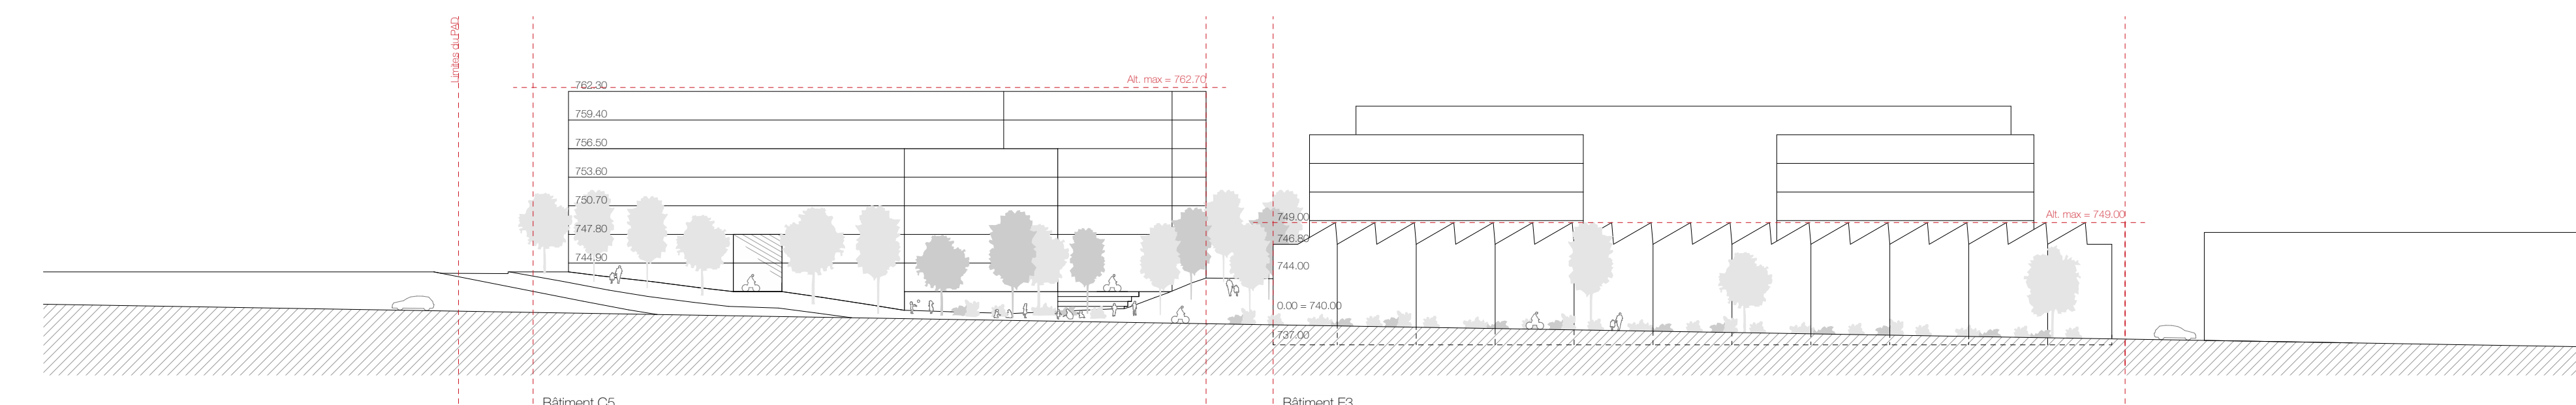 Limites du PAD
Alt. max = 762.70
762.30
759.40
756.50
753.60
750.70
747.80
744.90
749.00
Alt. max = 749.00
746.80
744.00
0.00 = 740.00
737.00
Bâtiment C5
Bâtiment F3